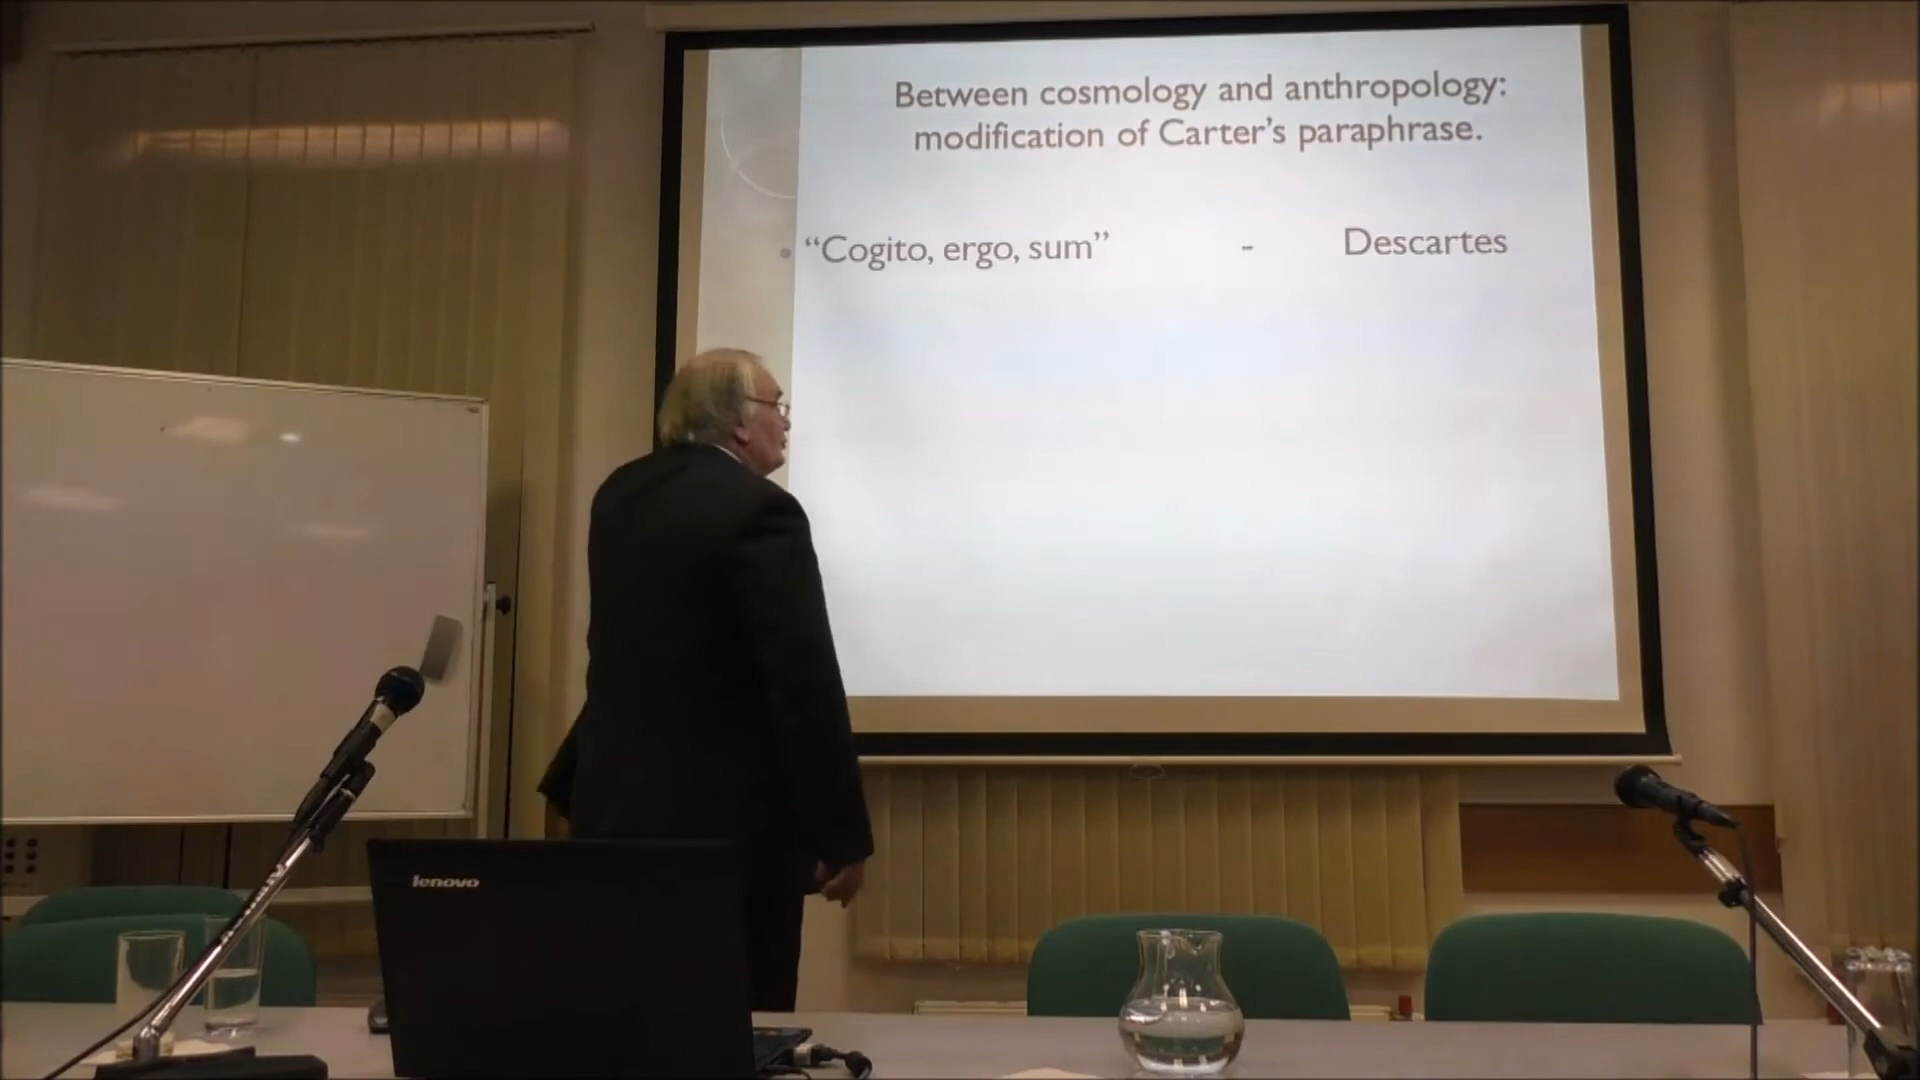 Between cosmology and anthropology:
modification of Carter's paraphrase.
• “Cogito, ergo, sum” - Descartes
lenovo